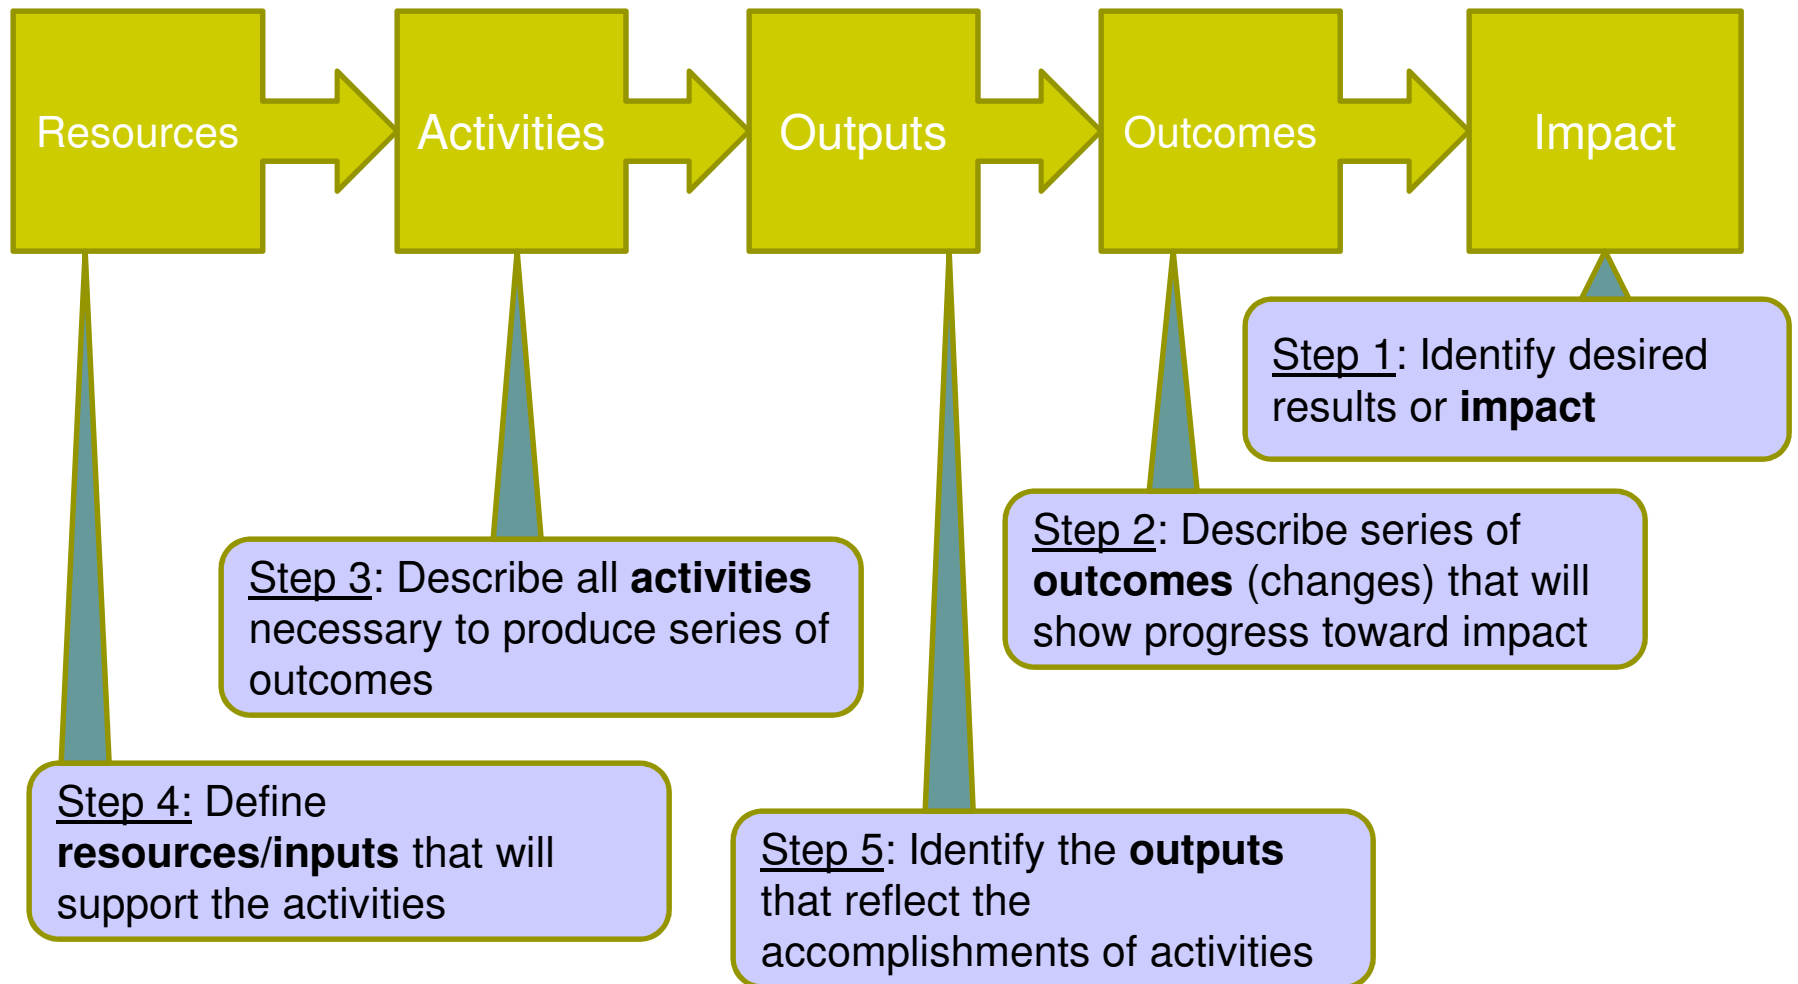 Resources
Activities
Outputs
Outcomes
Impact
Step 1: Identify desired
results or impact
Step 2: Describe series of
outcomes (changes) that will
show progress toward impact
Step 3: Describe all activities
necessary to produce series of
outcomes
Step 4: Define
resources/inputs that will
support the activities
Step 5: Identify the outputs
that reflect the
accomplishments of activities